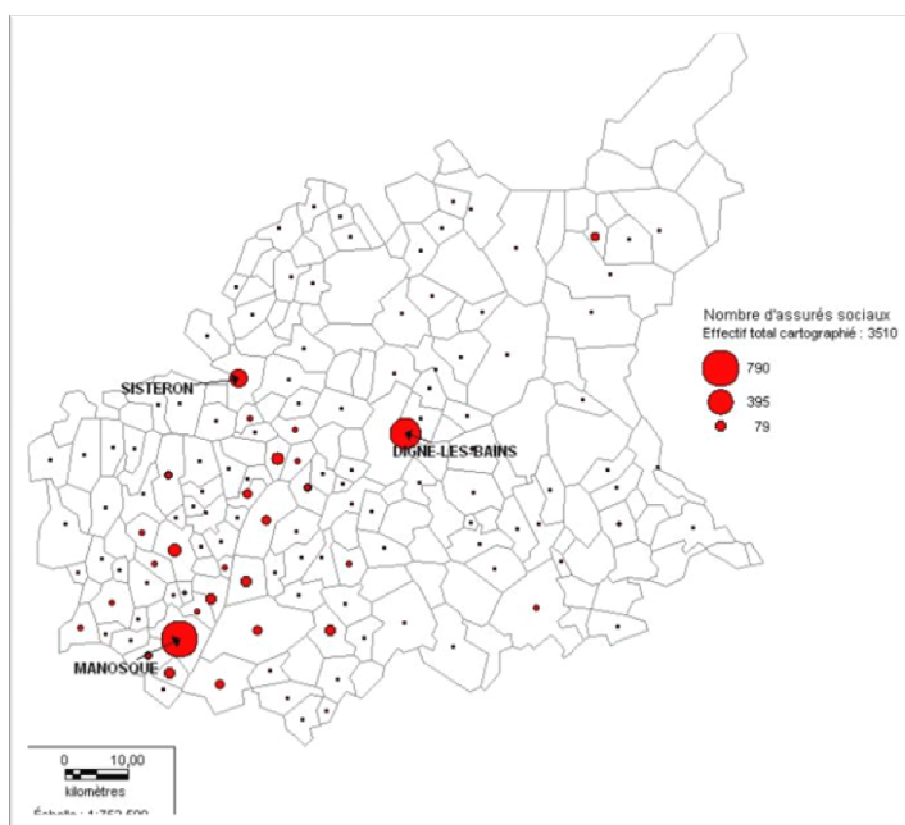 Nombre d'assurés sociaux
Effectif total cartographié : 3510
790
395
79
SISTERON
DIGNE-LES-BAINS
MANOSQUE
0 10,00
kilomètres